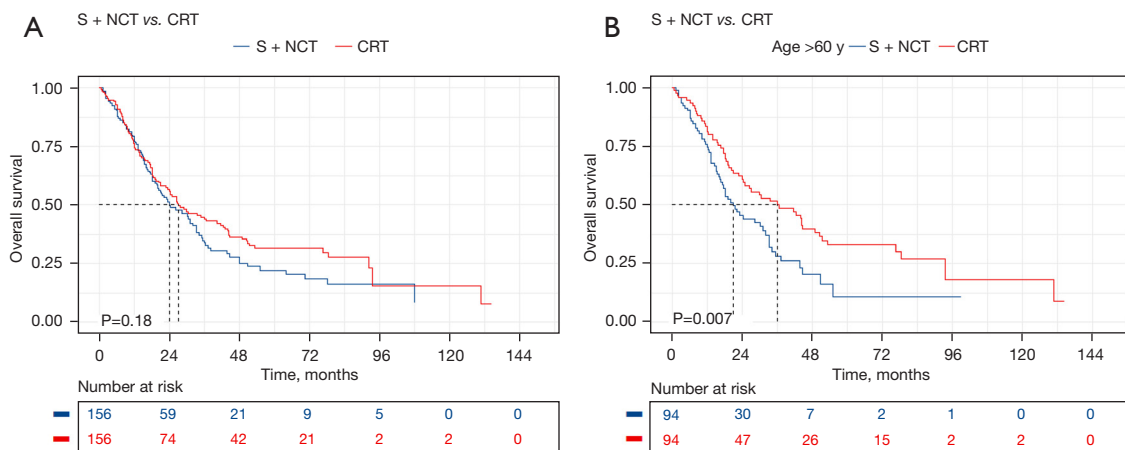 A
S + NCT vs. CRT
S + NCT CRT
Overall survival
1.00
0.75
0.50
0.25
0.00
P=0.18
0 24 48 72 96 120 144
Time, months
Number at risk
156 59 21 9 5 0 0
156 74 42 21 2 2 0
B
S + NCT vs. CRT
Age >60 y S + NCT CRT
Overall survival
1.00
0.75
0.50
0.25
0.00
P=0.007
0 24 48 72 96 120 144
Time, months
Number at risk
94 30 7 2 1 0 0
94 47 26 15 2 2 0